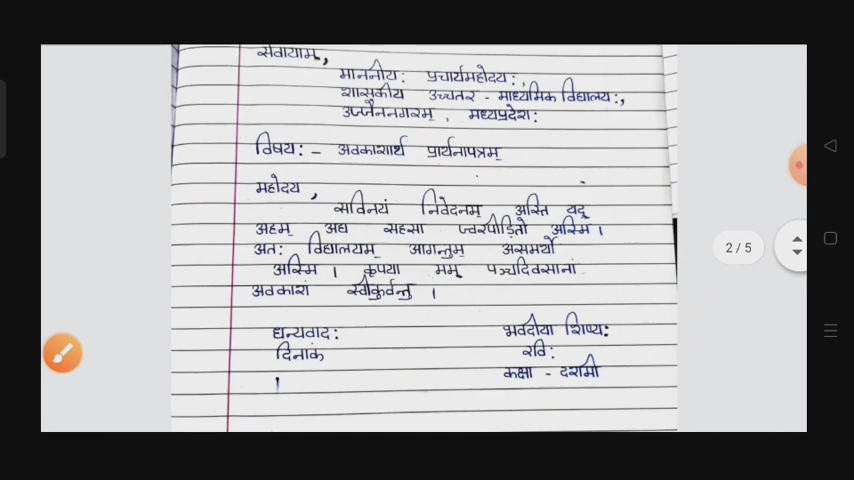 सेवायाम्,
माननीय: प्रचार्यमहोदय:,
शासकीय उच्चतर - माध्यमिक विद्यालय:,
उज्जैननगरम्, मध्यप्रदेश:
विषय: - अवकाशार्थ प्रार्थनापत्रम्
महोदय,
सविनयं निवेदनम् अस्ति यद्
अहम् अद्य सहसा ज्वरपीड़ितो अस्मि।
अत: विद्यालयम् आगन्तुम् असमर्थो
अस्मि । कृपया मम् पञ्चदिवसानां
अवकाशं स्वीकुर्वन्तु ।
धन्यवाद: भवदीया शिष्य:
दिनांक रवि:
। कक्षा - दशमी
2/5